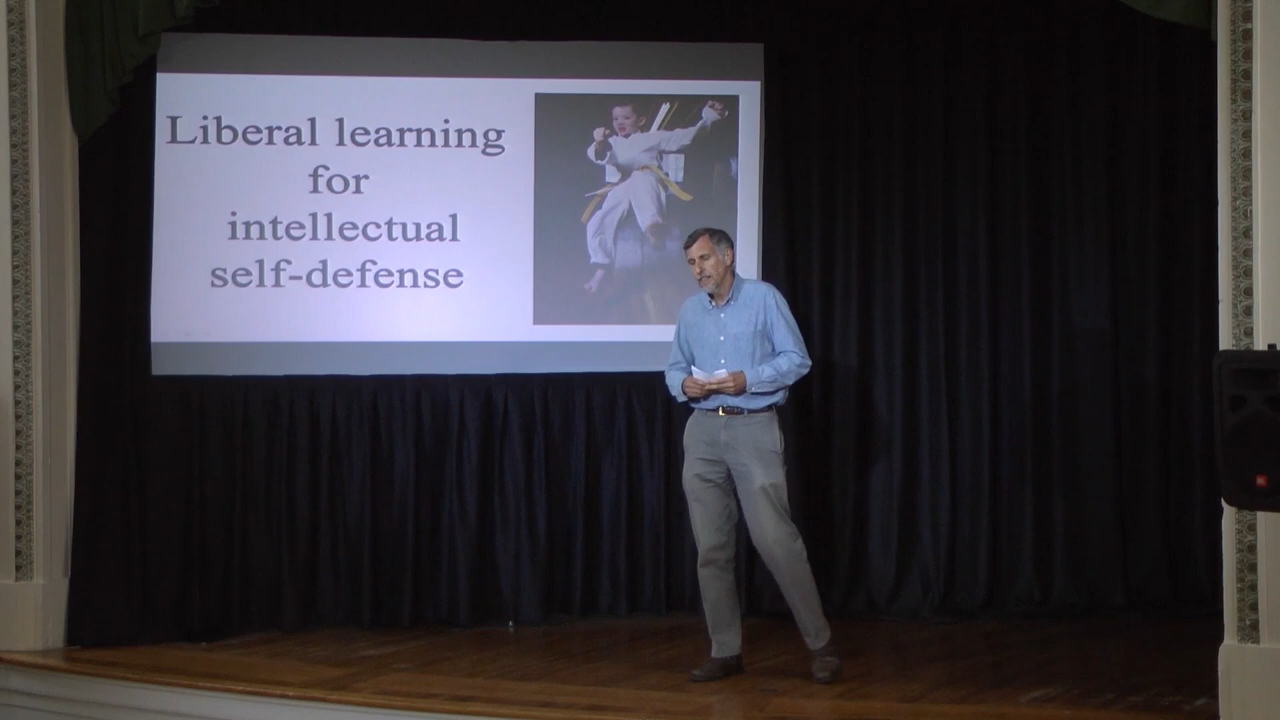 Liberal learning
for
intellectual
self-defense